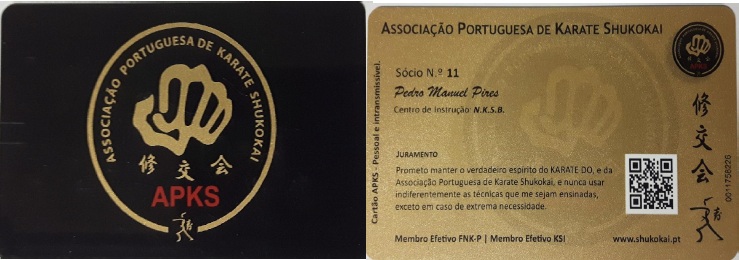 ASSOCIAÇÃO PORTUGUESA DE KARATE SHUKOKAI
修 交 会
APKS
ASSOCIAÇÃO PORTUGUESA DE KARATE SHUKOKAI
Sócio N.º 11
Pedro Manuel Pires
Centro de Instrução N.K.S.B.
JURAMENTO
Prometo manter o verdadeiro espírito do KARATE DO, e da
Associação Portuguesa de Karate Shukokai, e nunca usar
indiferentemente as técnicas que me sejam ensinadas,
exceto em caso de extrema necessidade.
Membro Efetivo FNK-P | Membro Efetivo KSI
www.shukokai.pt
Cartão APKS - Pessoal e intransmissível.
APKS
修
交
会
0011758226